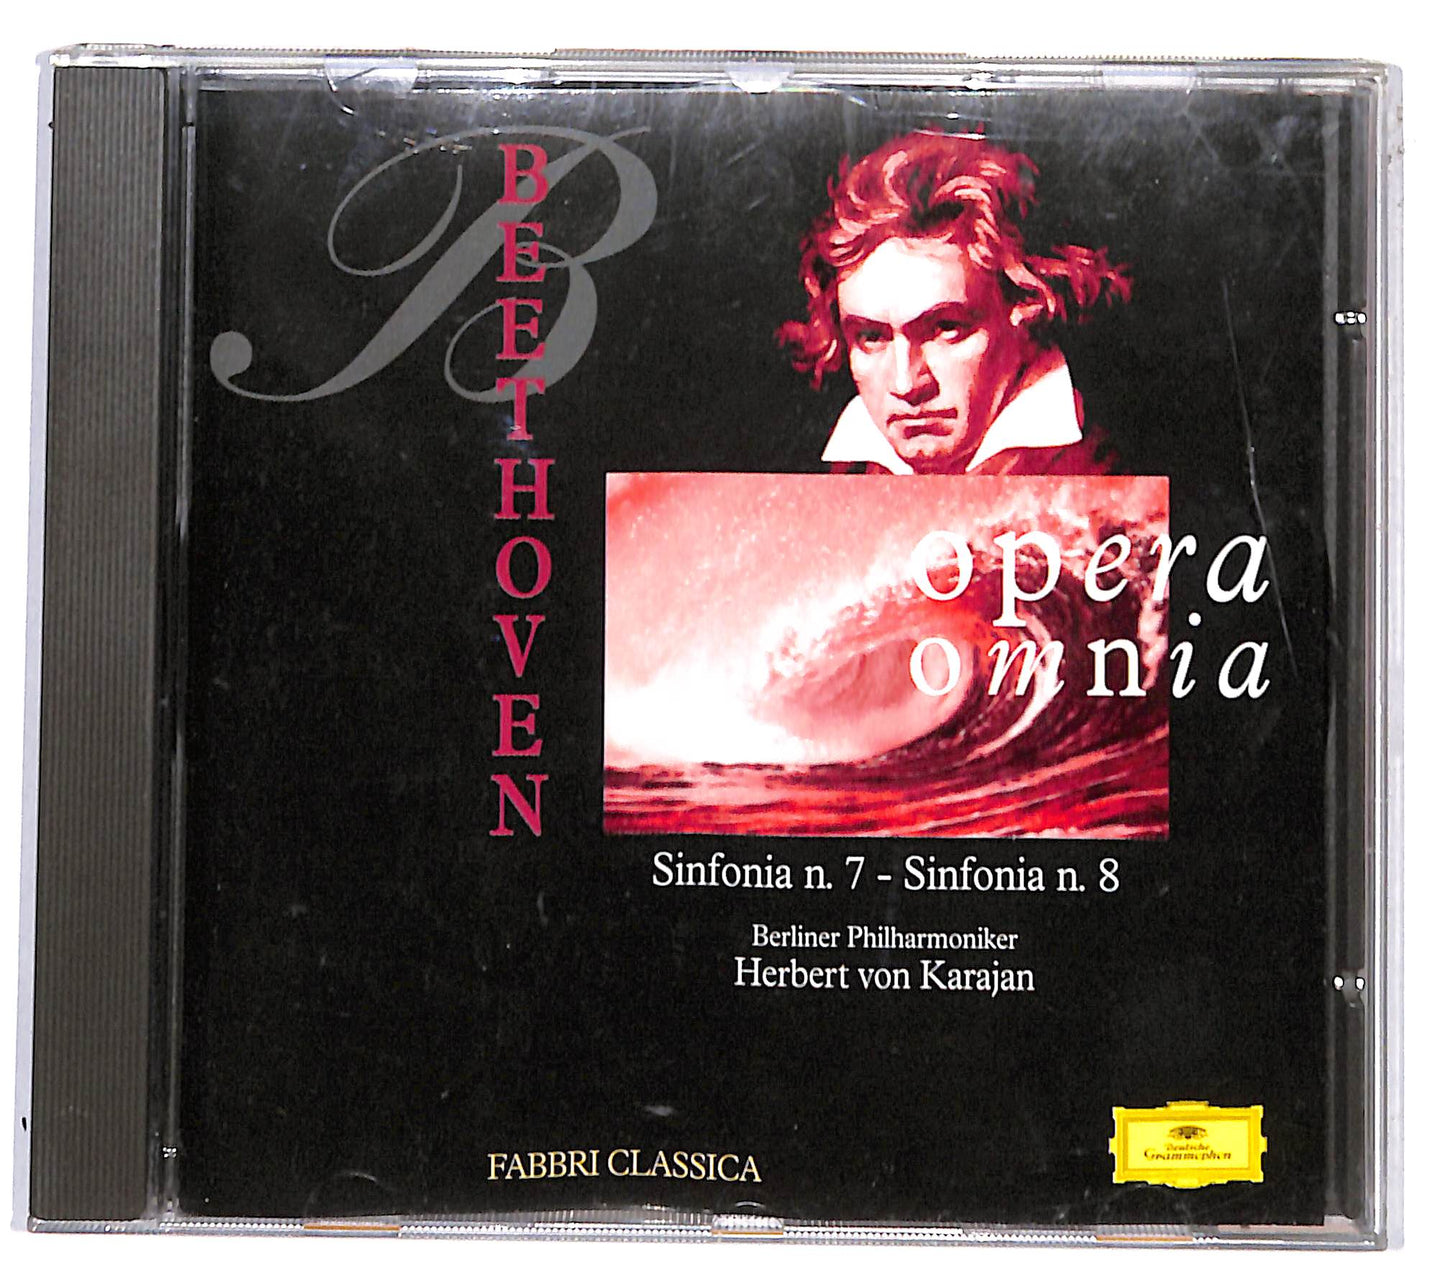 B
BEETHOVEN
opera
omnia
Sinfonia n. 7 - Sinfonia n. 8
Berliner Philharmoniker
Herbert von Karajan
FABBRI CLASSICA
Deutsche
Grammophon